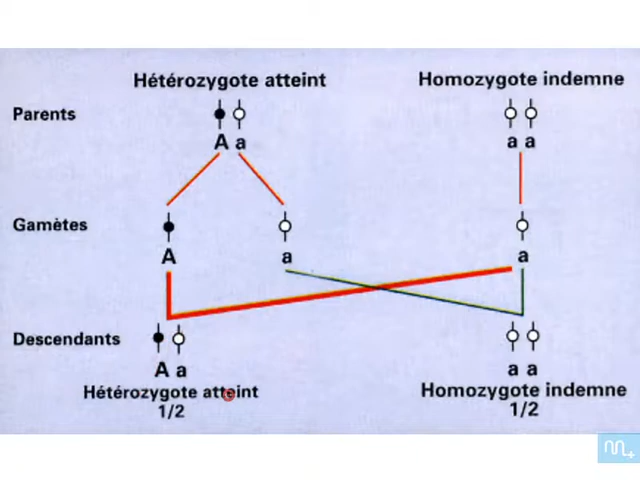 Hétérozygote atteint
Homozygote indemne
Parents
A a
a a
Gamètes
A
a
a
Descendants
A a
a a
Hétérozygote atteint
Homozygote indemne
1/2
1/2